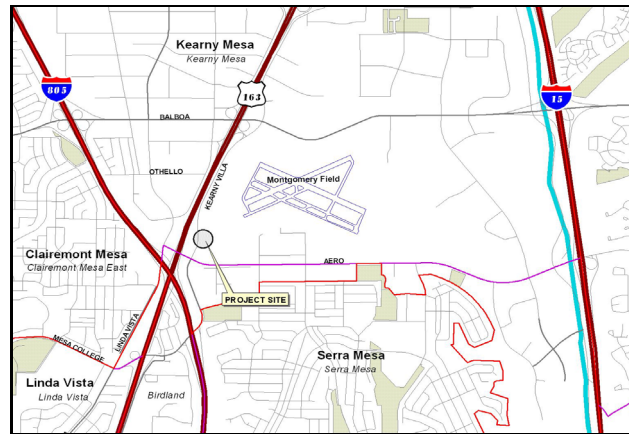 Kearny Mesa
Kearny Mesa
805
163
15
BALBOA
OTHELLO
KEARNY VILLA
Montgomery Field
Clairemont Mesa
Clairemont Mesa East
AERO
PROJECT SITE
LINDA VISTA
MESA COLLEGE
Serra Mesa
Serra Mesa
Linda Vista
Linda Vista
Birdland